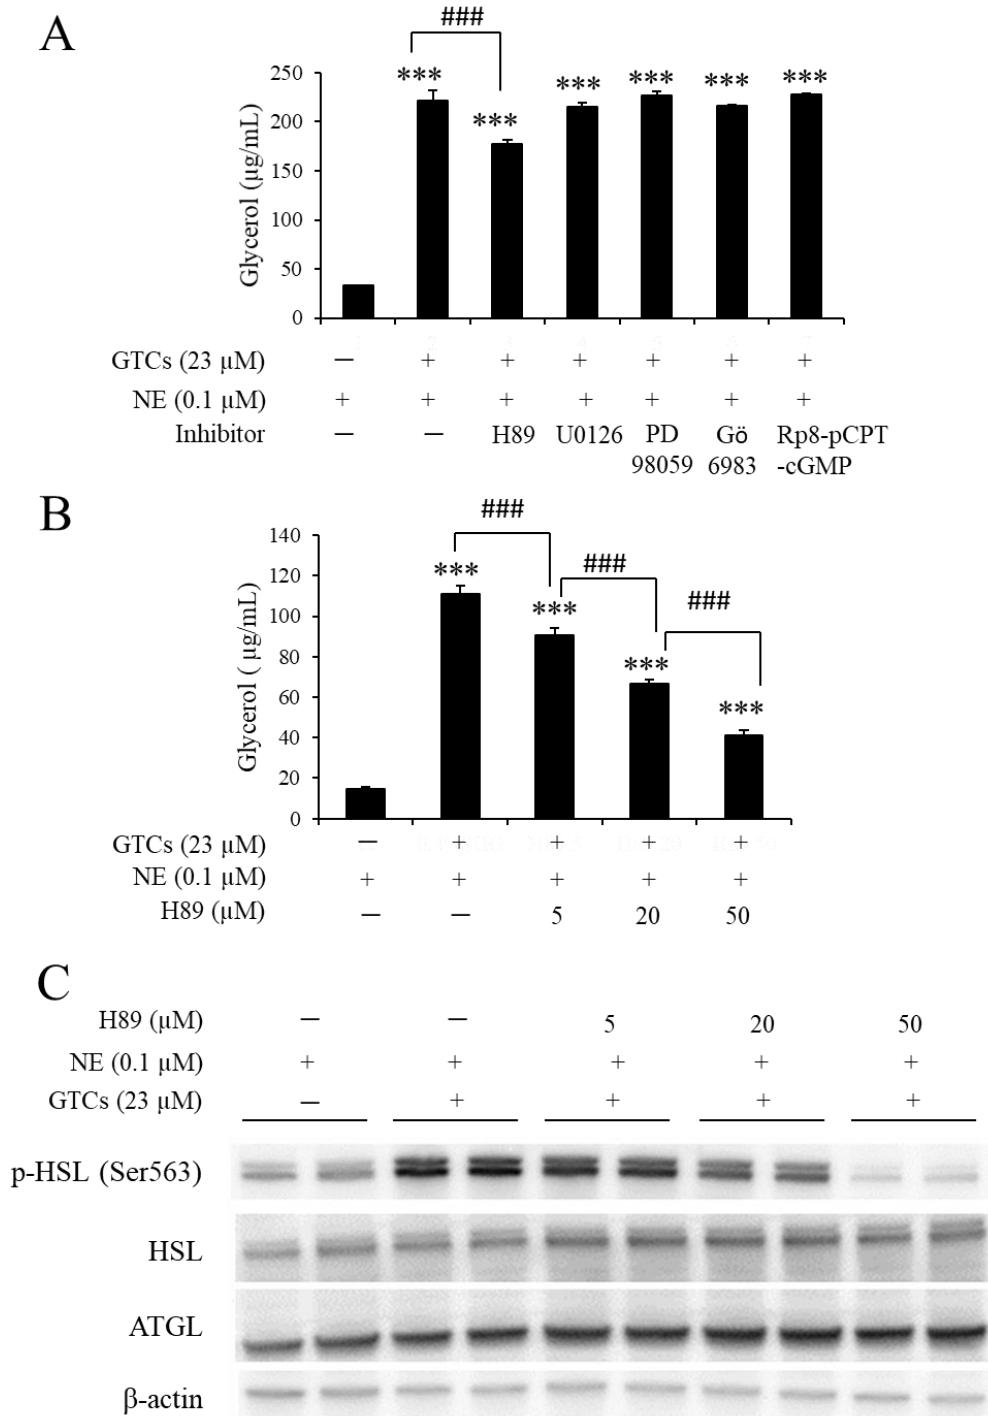 A
###
*** *** *** *** *** *** 
Glycerol (µg/mL)
250
200
150
100
50
0
GTCs (23 µM) — + + + + + +
NE (0.1 µM) + + + + + + +
Inhibitor — — H89 U0126 PD 98059 Gö 6983 Rp8-pCPT -cGMP
B
###
###
###
*** *** *** ***
Glycerol ( µg/mL)
140
120
100
80
60
40
20
0
GTCs (23 µM) — + + + +
NE (0.1 µM) + + + + +
H89 (µM) — — 5 20 50
C
H89 (µM) — — 5 20 50
NE (0.1 µM) + + + + +
GTCs (23 µM) — + + + +
p-HSL (Ser563)
HSL
ATGL
β-actin